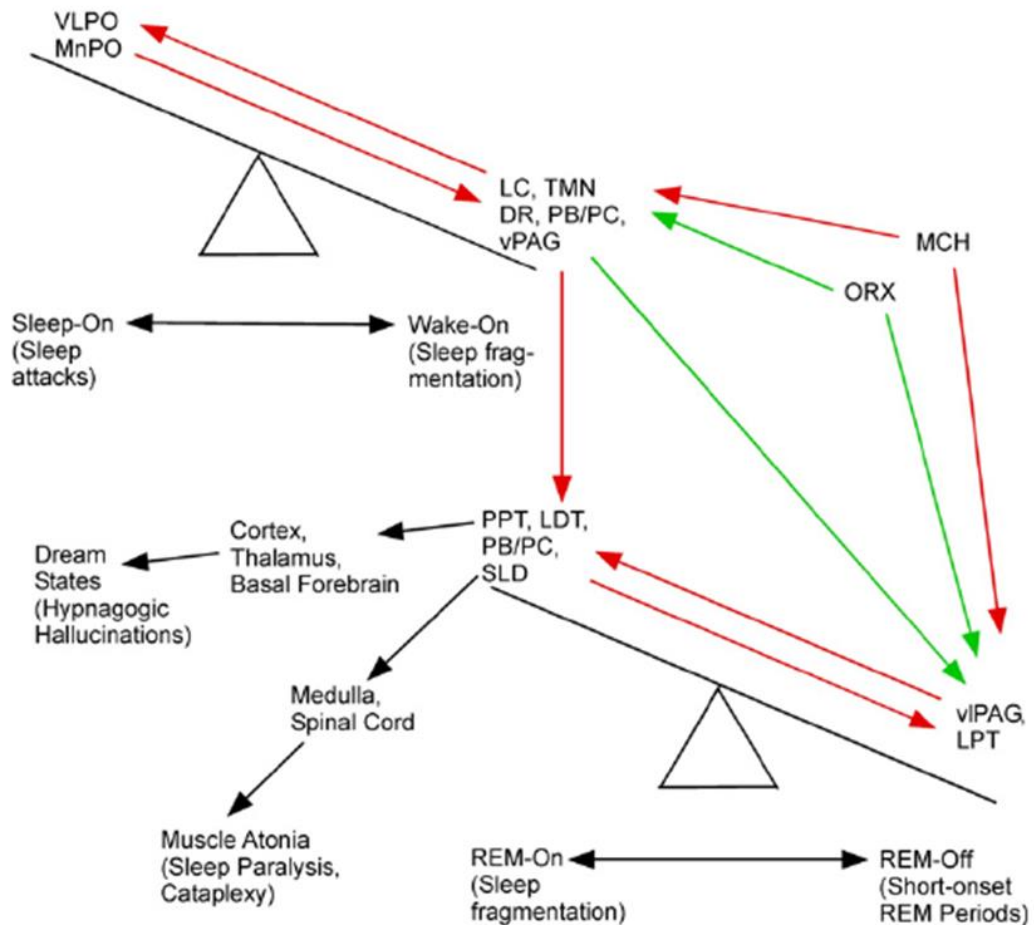 VLPO
MnPO
LC, TMN
DR, PB/PC,
vPAG
MCH
ORX
Sleep-On
(Sleep
attacks)
Wake-On
(Sleep frag-
mentation)
PPT, LDT,
PB/PC,
SLD
Cortex,
Thalamus,
Basal Forebrain
Dream
States
(Hypnagogic
Hallucinations)
Medulla,
Spinal Cord
vlPAG,
LPT
Muscle Atonia
(Sleep Paralysis,
Cataplexy)
REM-On
(Sleep
fragmentation)
REM-Off
(Short-onset
REM Periods)